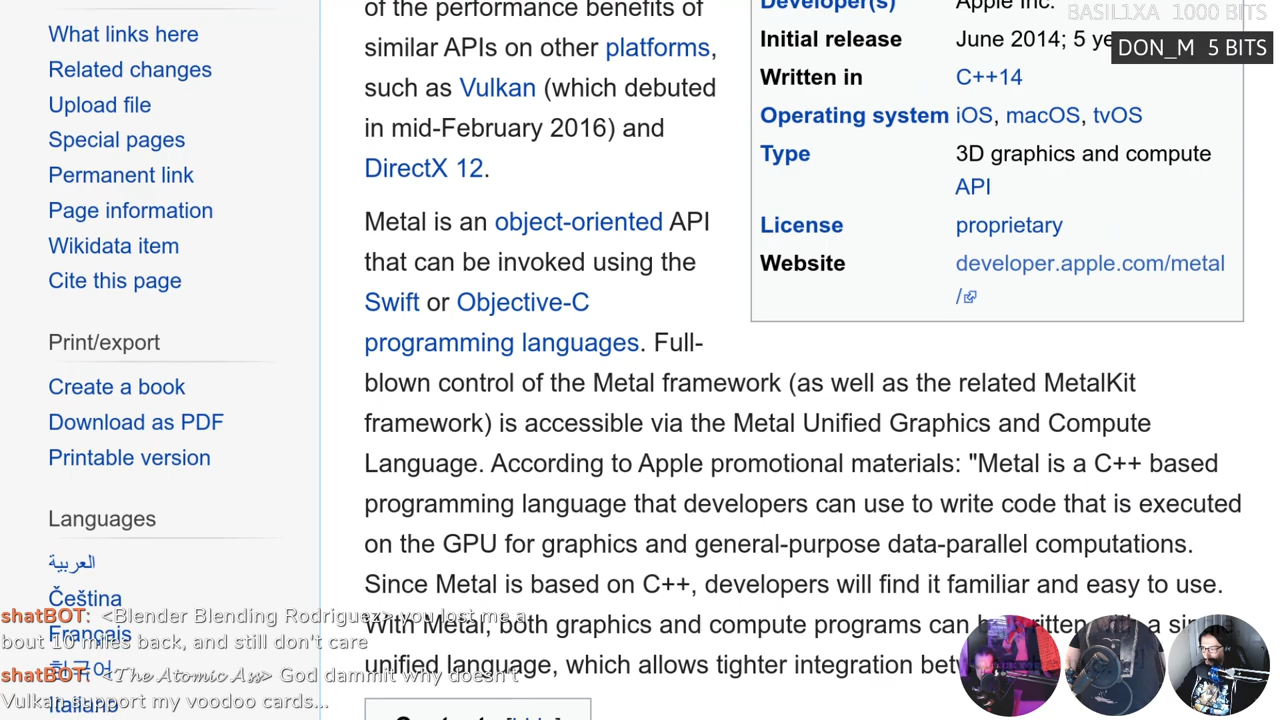 What links here
Related changes
Upload file
Special pages
Permanent link
Page information
Wikidata item
Cite this page
Print/export
Create a book
Download as PDF
Printable version
Languages
العربية
Čeština
Français
한국어
Italiano
of the performance benefits of
similar APIs on other platforms,
such as Vulkan (which debuted
in mid-February 2016) and
DirectX 12.
Metal is an object-oriented API
that can be invoked using the
Swift or Objective-C
programming languages. Full-
blown control of the Metal framework (as well as the related MetalKit
framework) is accessible via the Metal Unified Graphics and Compute
Language. According to Apple promotional materials: "Metal is a C++ based
programming language that developers can use to write code that is executed
on the GPU for graphics and general-purpose data-parallel computations.
Since Metal is based on C++, developers will find it familiar and easy to use.
With Metal, both graphics and compute programs can be written with a single,
unified language, which allows tighter integration bet
Developer(s) Apple Inc.
Initial release June 2014; 5 ye
Written in C++14
Operating system iOS, macOS, tvOS
Type 3D graphics and compute
API
License proprietary
Website developer.apple.com/metal
/
BASIL1XA 1000 BITS
DON_M 5 BITS
shatBOT: <Blender Blending Rodriguez> you lost me a
bout 10 miles back, and still don't care
shatBOT: <𝓣𝓱𝓮 𝓐𝓽𝓸𝓶𝓲𝓬 𝓐𝓼𝓼> God dammit why doesn't
Vulkan support my voodoo cards...